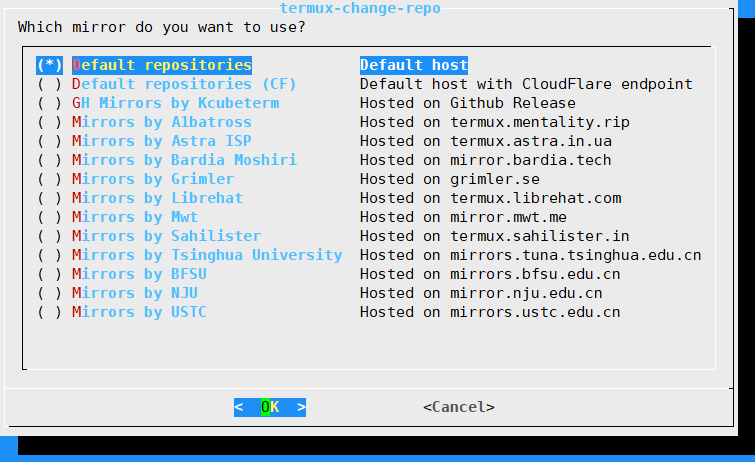 termux-change-repo
Which mirror do you want to use?
(*) Default repositories Default host
( ) Default repositories (CF) Default host with CloudFlare endpoint
( ) GH Mirrors by Kcubeterm Hosted on Github Release
( ) Mirrors by A1batross Hosted on termux.mentality.rip
( ) Mirrors by Astra ISP Hosted on termux.astra.in.ua
( ) Mirrors by Bardia Moshiri Hosted on mirror.bardia.tech
( ) Mirrors by Grimler Hosted on grimler.se
( ) Mirrors by Librehat Hosted on termux.librehat.com
( ) Mirrors by Mwt Hosted on mirror.mwt.me
( ) Mirrors by Sahilister Hosted on termux.sahilister.in
( ) Mirrors by Tsinghua University Hosted on mirrors.tuna.tsinghua.edu.cn
( ) Mirrors by BFSU Hosted on mirrors.bfsu.edu.cn
( ) Mirrors by NJU Hosted on mirror.nju.edu.cn
( ) Mirrors by USTC Hosted on mirrors.ustc.edu.cn
< OK > <Cancel>